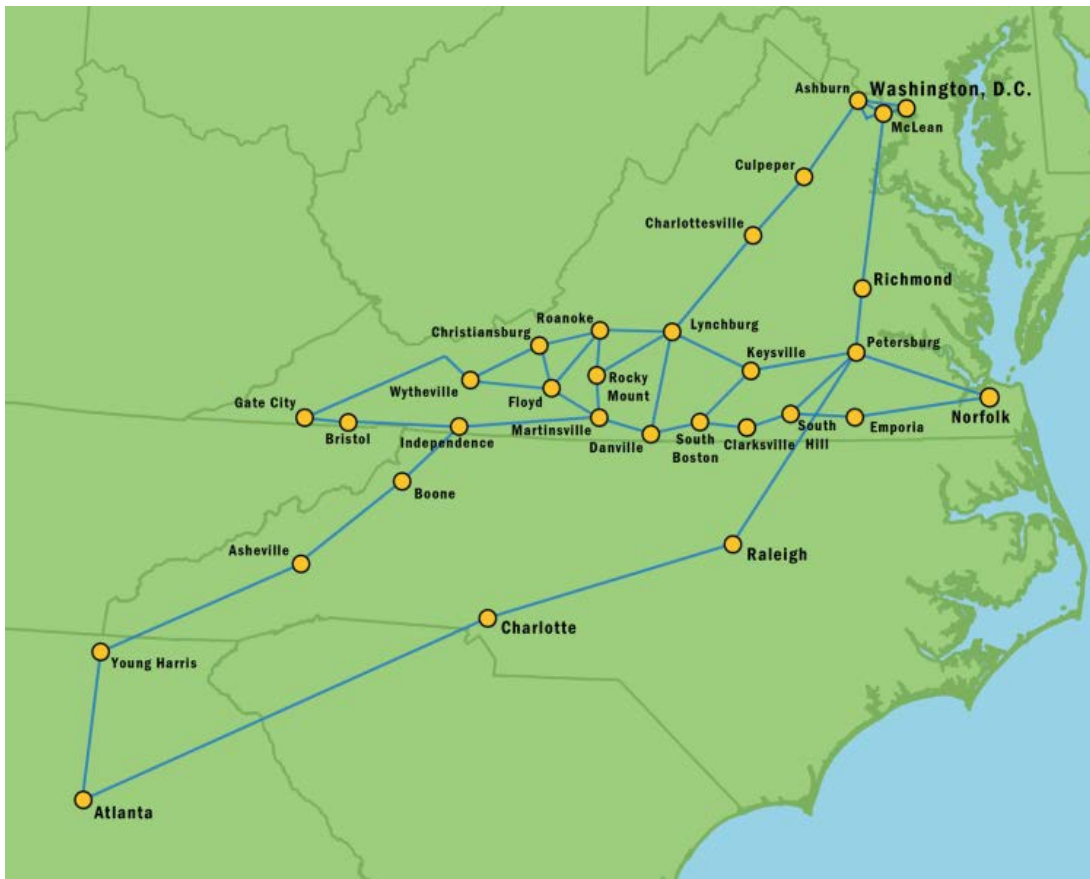 Ashburn
Washington, D.C.
McLean
Culpeper
Charlottesville
Richmond
Roanoke
Lynchburg
Christiansburg
Petersburg
Keysville
Wytheville
Rocky
Mount
Floyd
Gate City
Norfolk
Bristol
Independence
Martinsville
Danville
South
Boston
Clarksville
South
Hill
Emporia
Boone
Asheville
Raleigh
Charlotte
Young Harris
Atlanta